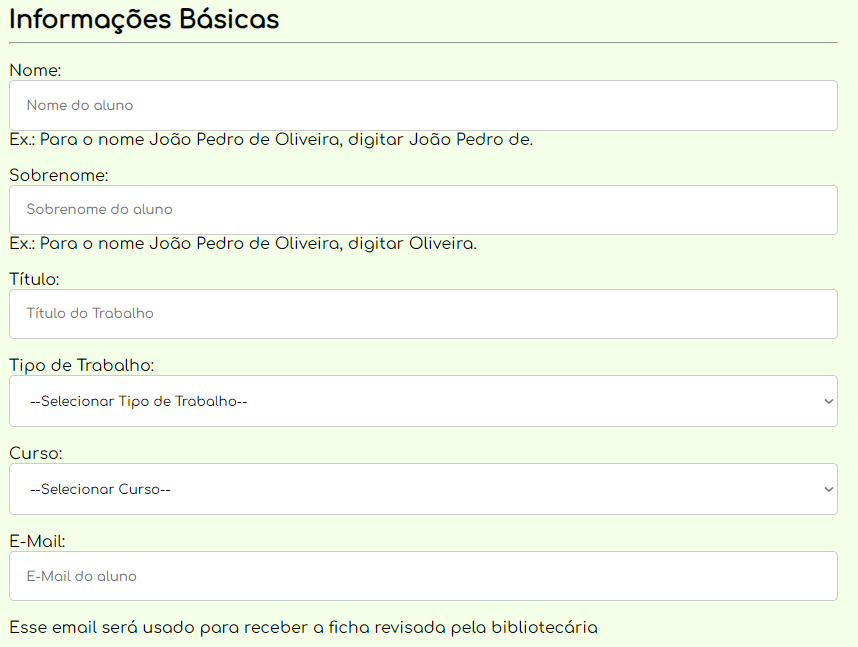 Informações Básicas
Nome:
Nome do aluno
Ex.: Para o nome João Pedro de Oliveira, digitar João Pedro de.
Sobrenome:
Sobrenome do aluno
Ex.: Para o nome João Pedro de Oliveira, digitar Oliveira.
Título:
Título do Trabalho
Tipo de Trabalho:
--Selecionar Tipo de Trabalho--
Curso:
--Selecionar Curso--
E-Mail:
E-Mail do aluno
Esse email será usado para receber a ficha revisada pela bibliotecária